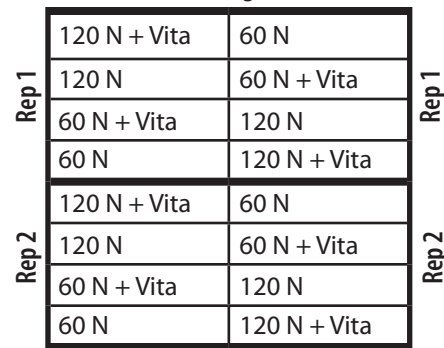 120 N + Vita 60 N
120 N 60 N + Vita
60 N + Vita 120 N
60 N 120 N + Vita
Rep 1 Rep 1
120 N + Vita 60 N
120 N 60 N + Vita
60 N + Vita 120 N
60 N 120 N + Vita
Rep 2 Rep 2